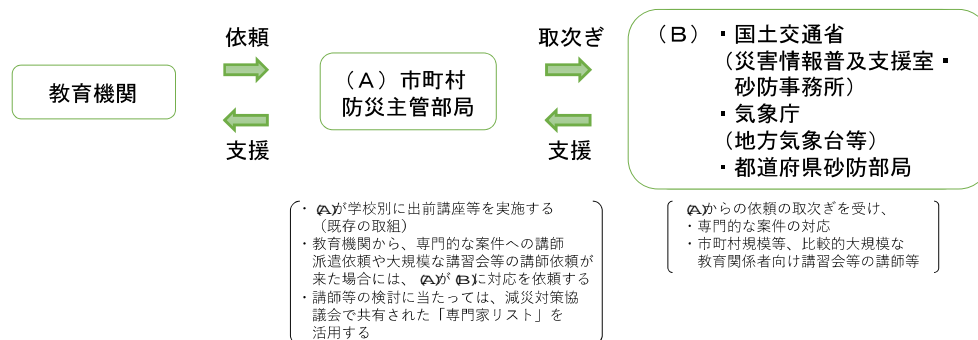 教育機関
依頼
支援
（A）市町村
防災主管部局
取次ぎ
支援
（B）・国土交通省
（災害情報普及支援室・
砂防事務所）
・気象庁
（地方気象台等）
・都道府県砂防部局
・(A)が学校別に出前講座等を実施する
（既存の取組）
・教育機関から、専門的な案件への講師
派遣依頼や大規模な講習会等の講師依頼が
来た場合には、(A)が(B)に対応を依頼する
・講師等の検討に当たっては、減災対策協
議会で共有された「専門家リスト」を
活用する
(A)からの依頼の取次ぎを受け、
・専門的な案件の対応
・市町村規模等、比較的大規模な
教育関係者向け講習会等の講師等